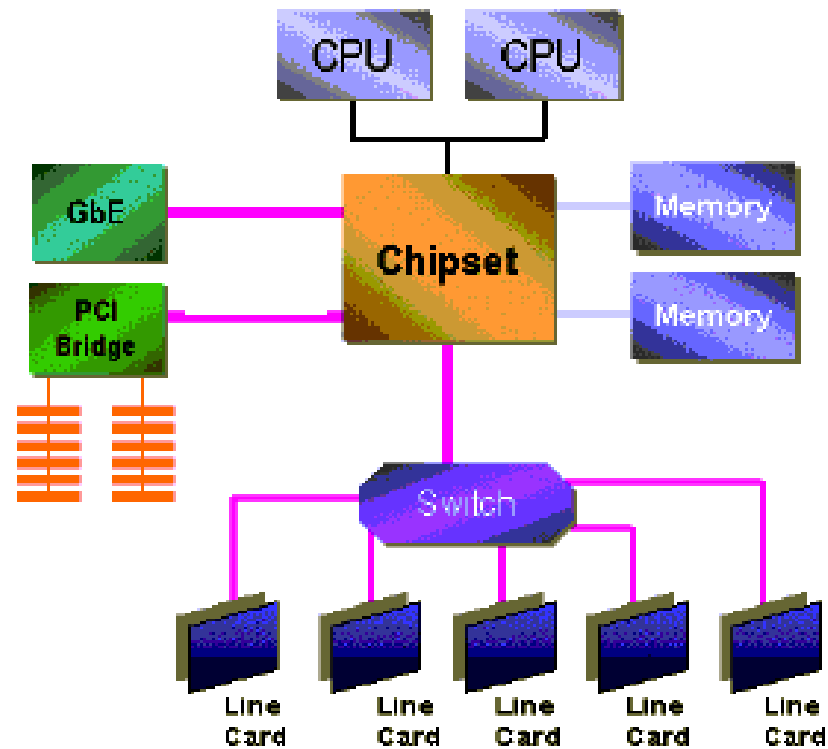 CPU
CPU
GbE
Memory
Chipset
PCI
Bridge
Memory
Switch
Line
Card
Line
Card
Line
Card
Line
Card
Line
Card